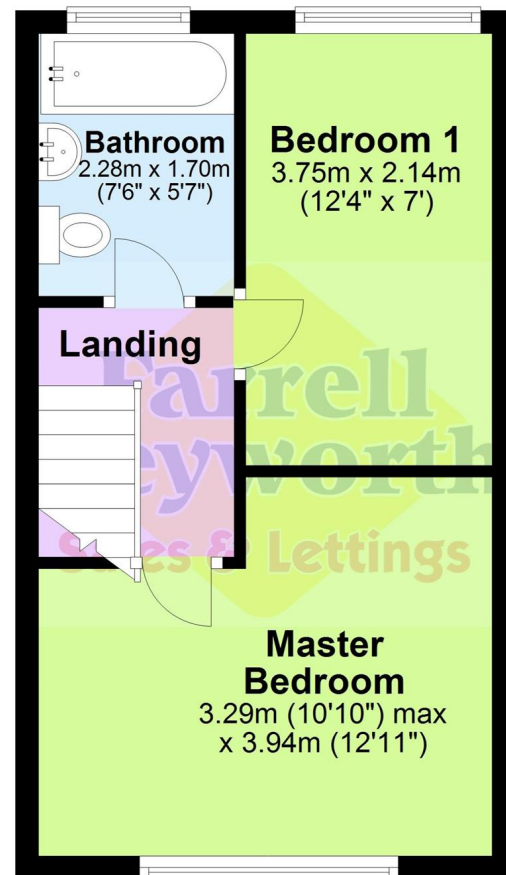 Bathroom
2.28m x 1.70m
(7'6" x 5'7")
Bedroom 1
3.75m x 2.14m
(12'4" x 7')
Landing
Farrell
Heyworth
Sales & Lettings
Master
Bedroom
3.29m (10'10") max
x 3.94m (12'11")